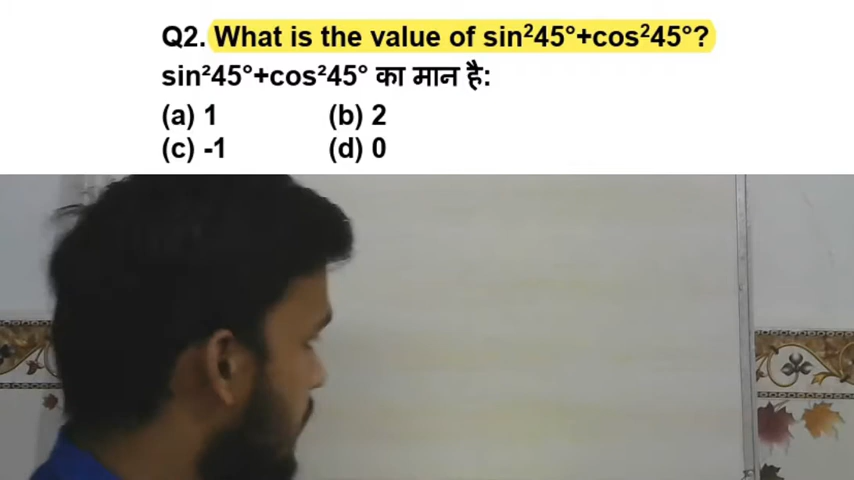 Q2. What is the value of sin²45°+cos²45°?
sin²45°+cos²45° का मान है:
(a) 1 (b) 2
(c) -1 (d) 0